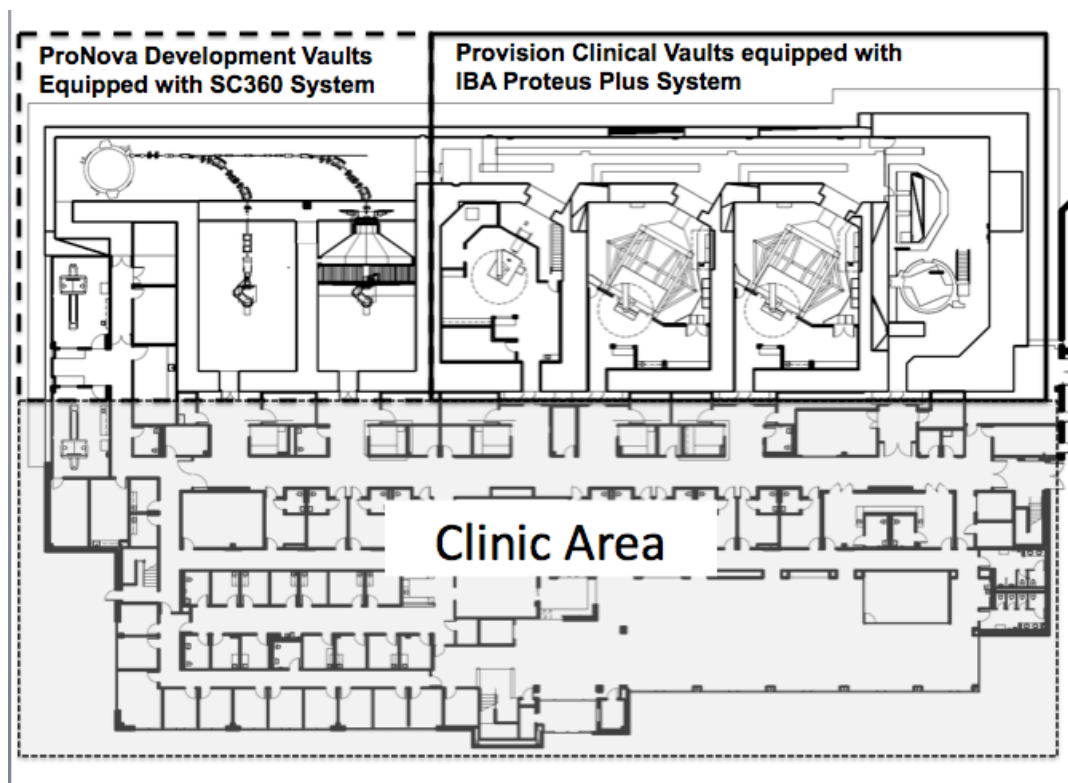 ProNova Development Vaults
Equipped with SC360 System
Provision Clinical Vaults equipped with
IBA Proteus Plus System
Clinic Area